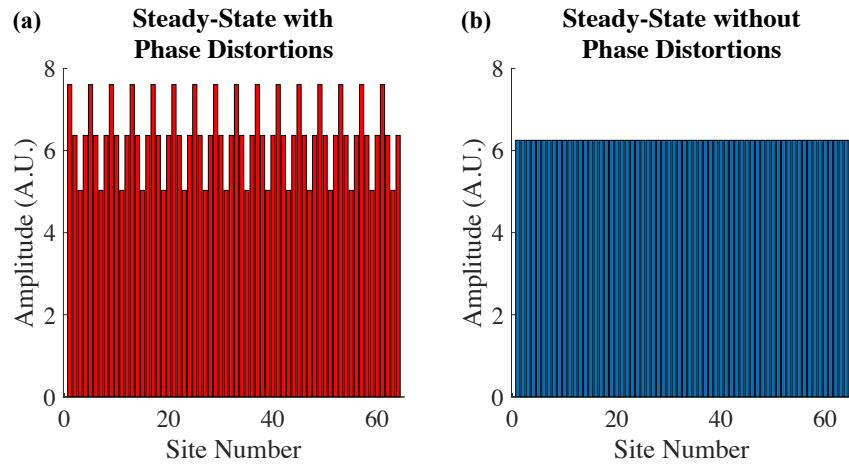 (a)
Steady-State with
Phase Distortions
8
6
4
2
0
Amplitude (A.U.)
0 20 40 60
Site Number
(b)
Steady-State without
Phase Distortions
8
6
4
2
0
Amplitude (A.U.)
0 20 40 60
Site Number